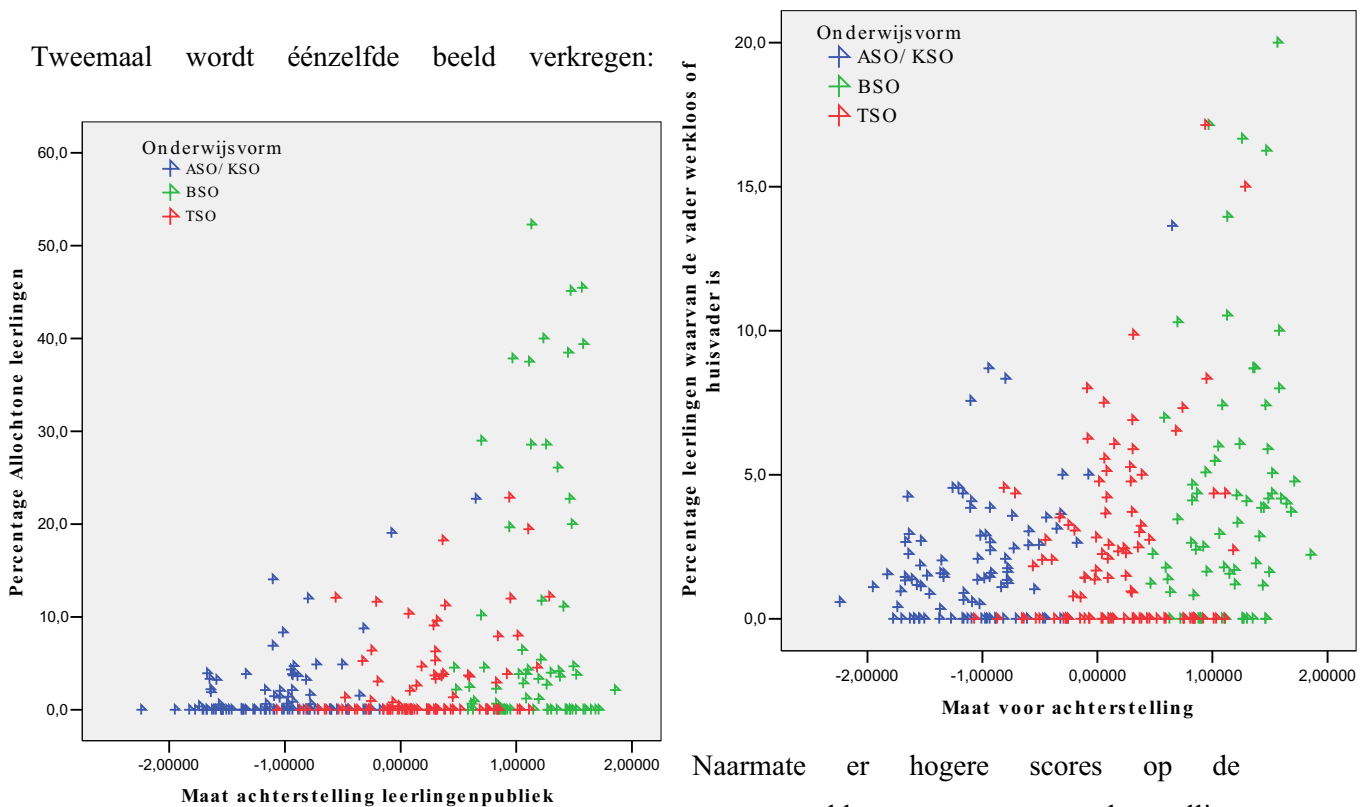 Tweemaal wordt éénzelfde beeld verkregen:
Percentage Allochtone leerlingen
60,0
50,0
40,0
30,0
20,0
10,0
0,0
Onderwijsvorm
ASO/ KSO
BSO
TSO
-2,00000 -1,00000 0,00000 1,00000 2,00000
Maat achterstelling leerlingenpubliek
Percentage leerlingen waarvan de vader werkloos of
huisvader is
20,0
15,0
10,0
5,0
0,0
Onderwijsvorm
ASO/ KSO
BSO
TSO
-2,00000 -1,00000 0,00000 1,00000 2,00000
Maat voor achterstelling
Naarmate er hogere scores op de